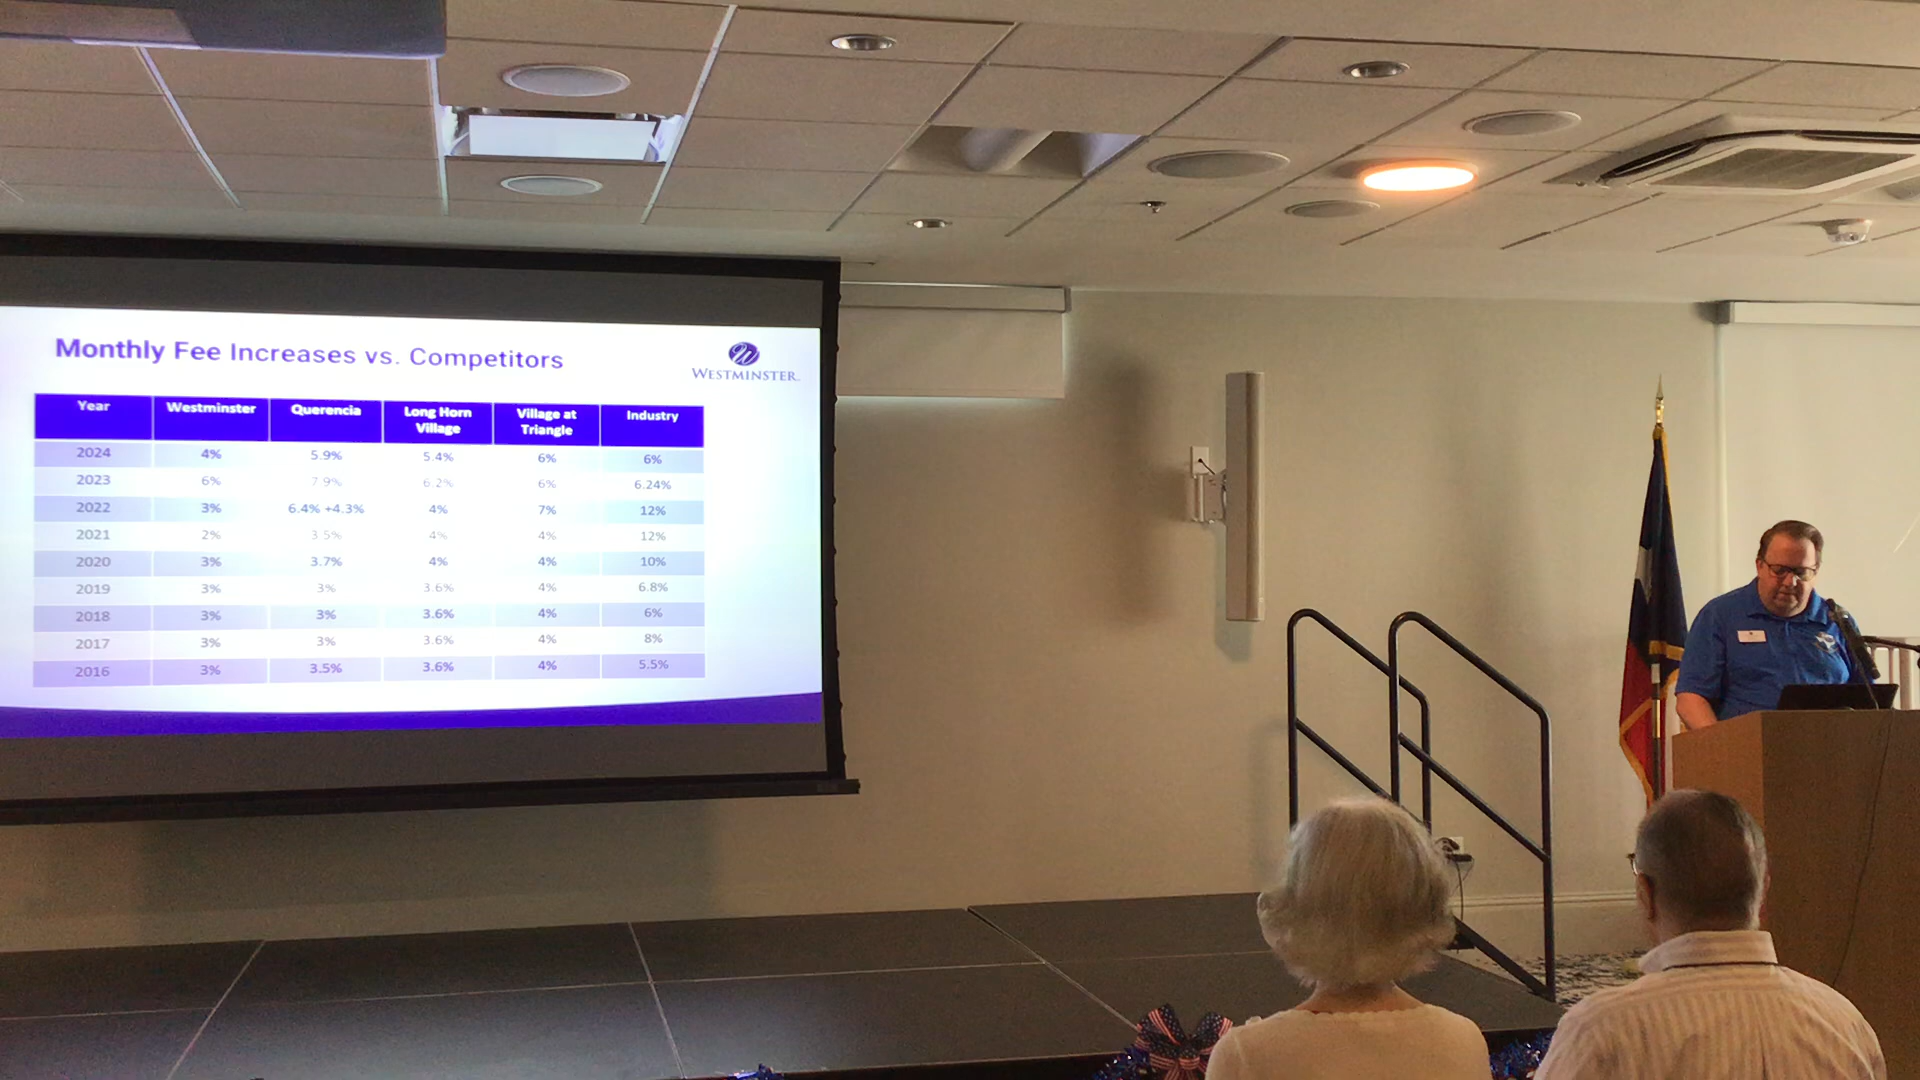 Monthly Fee Increases vs. Competitors
WESTMINSTER
Year Westminster Querencia Long Horn Village Village at Triangle Industry
2024 4% 5.9% 5.4% 6% 6%
2023 6% 7.9% 6.2% 6% 6.24%
2022 3% 6.4% +4.3% 4% 7% 12%
2021 2% 3.5% 4% 4% 12%
2020 3% 3.7% 4% 4% 10%
2019 3% 3% 3.6% 4% 6.8%
2018 3% 3% 3.6% 4% 6%
2017 3% 3% 3.6% 4% 8%
2016 3% 3.5% 3.6% 4% 5.5%